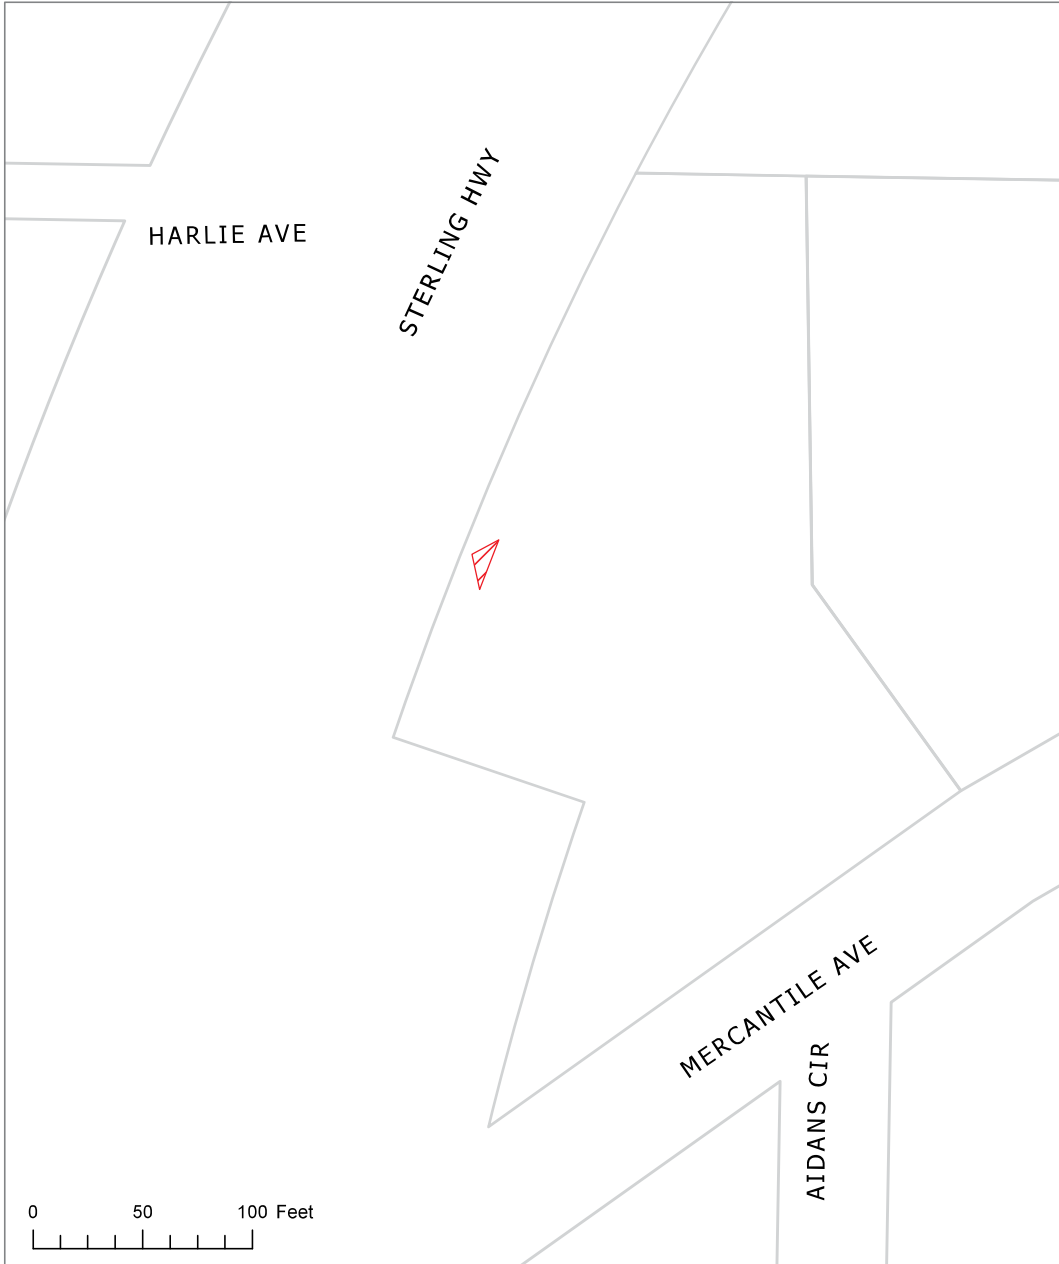 STERLING HWY
HARLIE AVE
MERCANTILE AVE
AIDANS CIR
0 50 100 Feet